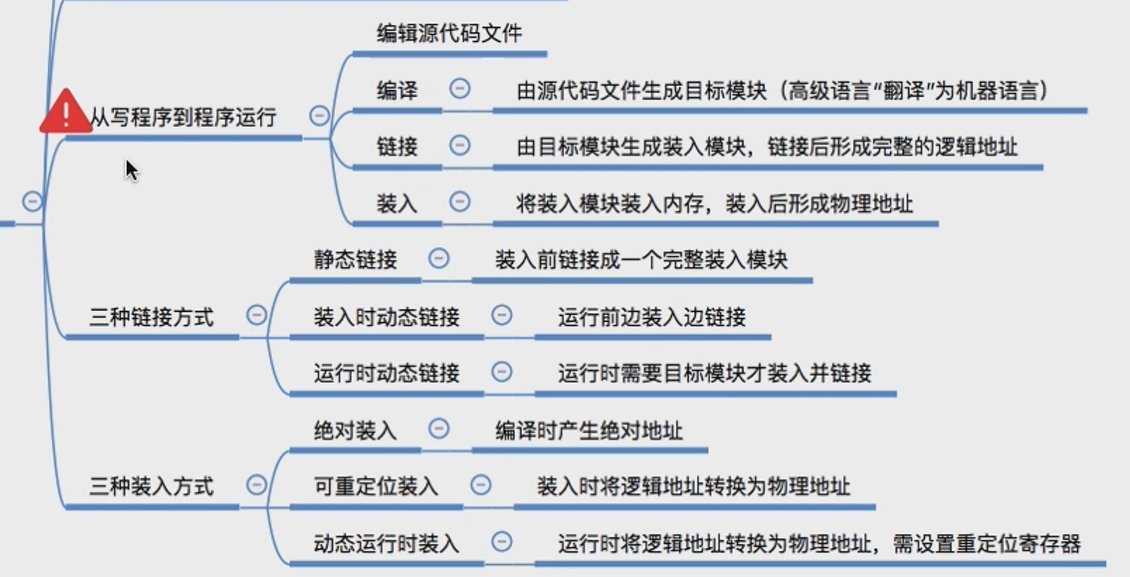 从写程序到程序运行
编辑源代码文件
编译
由源代码文件生成目标模块（高级语言“翻译”为机器语言）
链接
由目标模块生成装入模块，链接后形成完整的逻辑地址
装入
将装入模块装入内存，装入后形成物理地址
三种链接方式
静态链接
装入前链接成一个完整装入模块
装入时动态链接
运行前边装入边链接
运行时动态链接
运行时需要目标模块才装入并链接
三种装入方式
绝对装入
编译时产生绝对地址
可重定位装入
装入时将逻辑地址转换为物理地址
动态运行时装入
运行时将逻辑地址转换为物理地址，需设置重定位寄存器